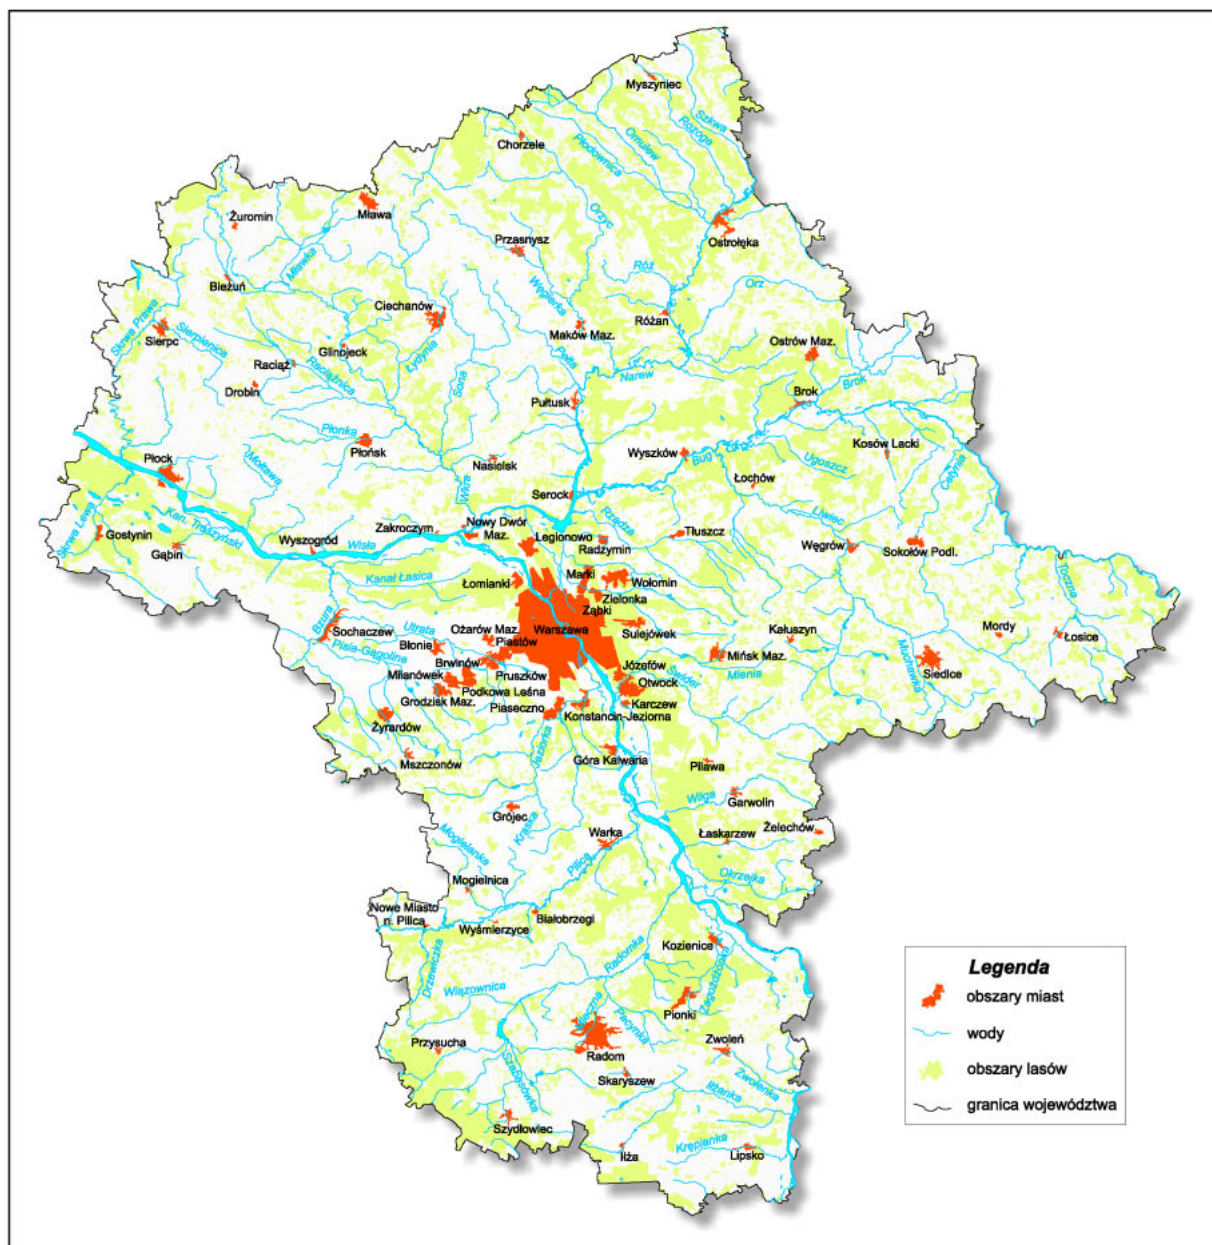 Myszyniec
Szkwa
Rozoga
Omulew
Płodownica
Chorzele
Orzyc
Mława
Żuromin
Ostrołęka
Przasnysz
Mławka
Róż
Orz
Bieżuń
Węgierka
Ciechanów
Skrwa Prawa
Sierpc
Sierpienica
Różan
Maków Maz.
Ostrów Maz.
Glinojeck
Łydynia
Raciąż
Raciążnica
Pełta
Sona
Narew
Brok
Brok
Drobin
Pułtusk
Płonka
Płońsk
Kosów Lacki
Wyszków
Bug
Ugoszcz
Cetynia
Płock
Mołtawa
Nasielsk
Łochów
Wkra
Serock
Skrwa Lewa
Kan. Troszyński
Rządza
Liwiec
Gostynin
Gąbin
Wyszogród
Wisła
Zakroczym
Nowy Dwór
Maz.
Legionowo
Radzymin
Tłuszcz
Węgrów
Sokołów Podl.
Toczna
Kanał Łasica
Łomianki
Marki
Wołomin
Zielonka
Ząbki
Bzura
Sochaczew
Utrata
Ożarów Maz.
Warszawa
Sulejówek
Kałuszyn
Mordy
Łosice
Błonie
Piastów
Pisia-Gągolina
Brwinów
Mińsk Maz.
Muchawka
Siedlce
Milanówek
Pruszków
Józefów
Otwock
Świder
Mienia
Podkowa Leśna
Grodzisk Maz.
Piaseczno
Karczew
Konstancin-Jeziorna
Żyrardów
Jeziorka
Mszczonów
Góra Kalwaria
Pilawa
Wilga
Garwolin
Grójec
Kraska
Warka
Łaskarzew
Żelechów
Mogielanka
Pilica
Okrzejka
Mogielnica
Nowe Miasto
n. Pilicą
Białobrzegi
Wyśmierzyce
Kozienice
Drzewiczka
Radomka
Zagożdżonka
Wiązownica
Pionki
Mleczna
Pacynka
Przysucha
Radom
Zwoleń
Szabasówka
Skaryszew
Iłżanka
Zwolenka
Szydłowiec
Iłża
Krępianka
Lipsko
Legenda
obszary miast
wody
obszary lasów
granica województwa